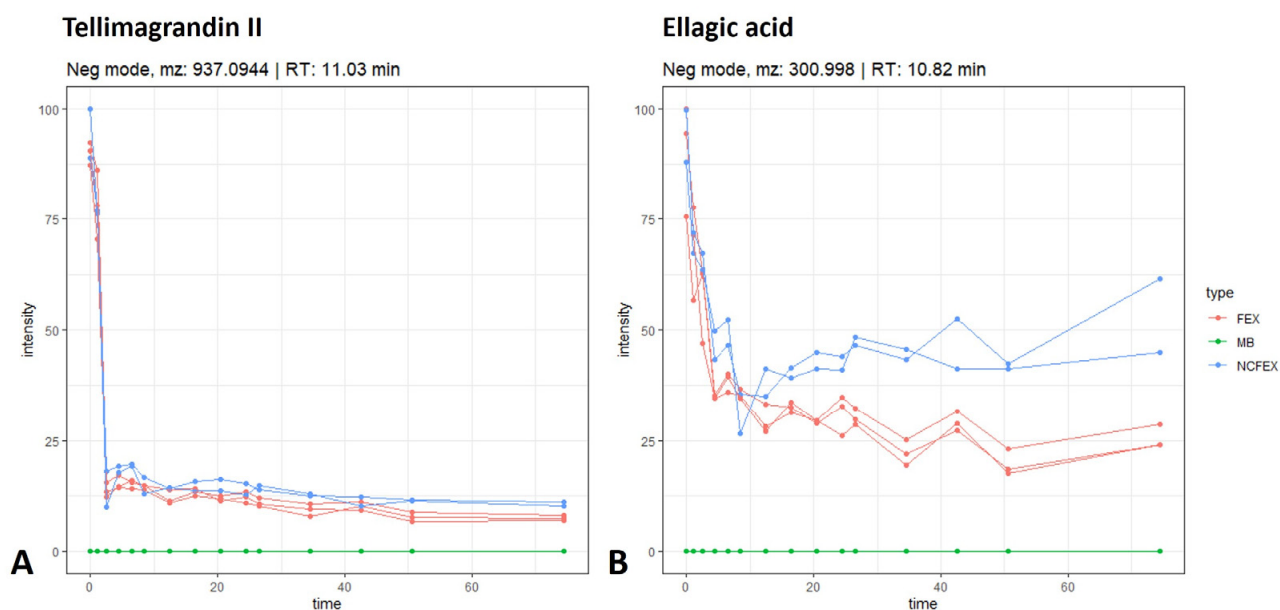 Tellimagrandin II
Neg mode, mz: 937.0944 | RT: 11.03 min
100
75
50
25
0
intensity
0
20
40
60
time
A
Ellagic acid
Neg mode, mz: 300.998 | RT: 10.82 min
100
75
50
25
0
intensity
0
20
40
60
time
B
type
FEX
MB
NCFEX